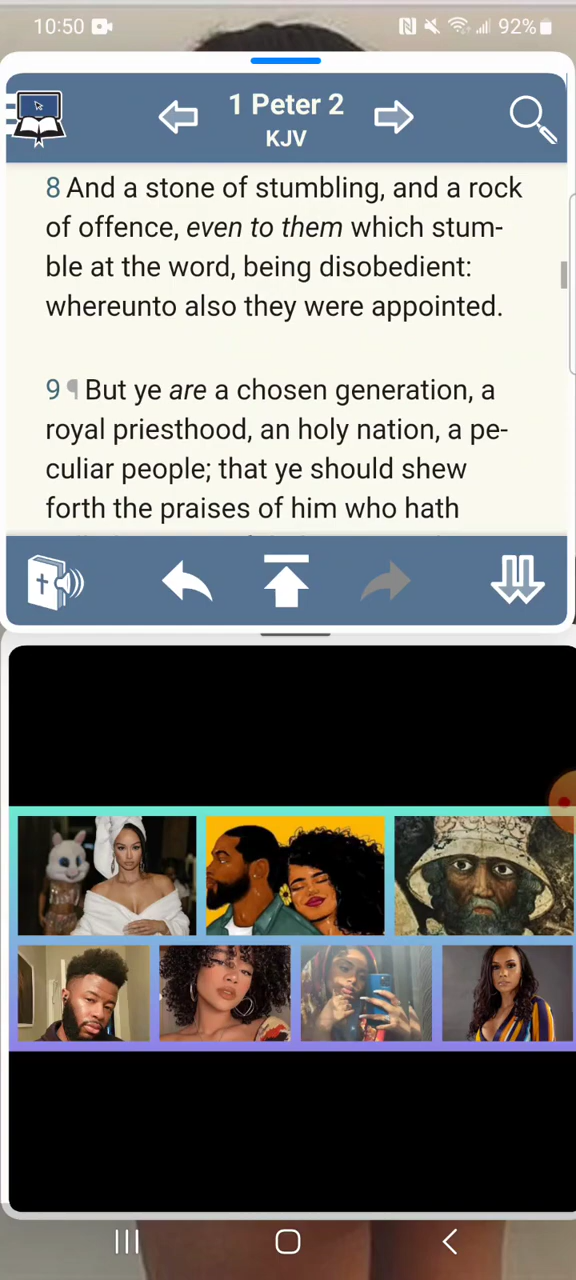 10:50
92%
1 Peter 2
KJV
8 And a stone of stumbling, and a rock
of offence, even to them which stum-
ble at the word, being disobedient:
whereunto also they were appointed.
9 ¶ But ye are a chosen generation, a
royal priesthood, an holy nation, a pe-
culiar people; that ye should shew
forth the praises of him who hath